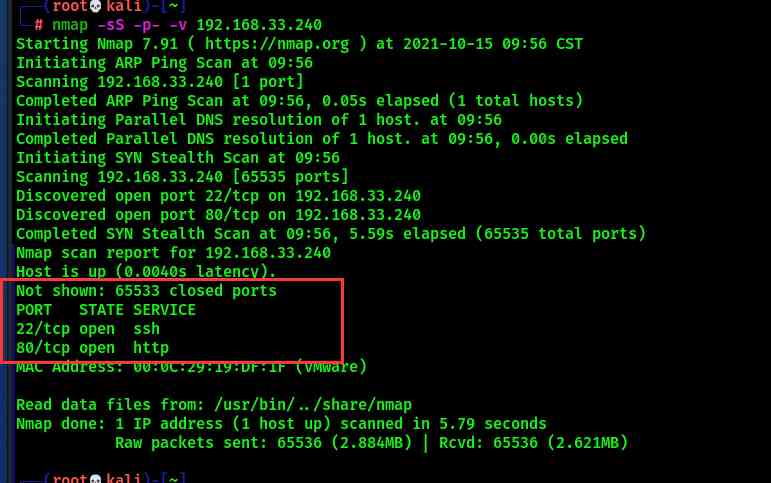 (root💀kali)-[~]
# nmap -sS -p- -v 192.168.33.240
Starting Nmap 7.91 ( https://nmap.org ) at 2021-10-15 09:56 CST
Initiating ARP Ping Scan at 09:56
Scanning 192.168.33.240 [1 port]
Completed ARP Ping Scan at 09:56, 0.05s elapsed (1 total hosts)
Initiating Parallel DNS resolution of 1 host. at 09:56
Completed Parallel DNS resolution of 1 host. at 09:56, 0.00s elapsed
Initiating SYN Stealth Scan at 09:56
Scanning 192.168.33.240 [65535 ports]
Discovered open port 22/tcp on 192.168.33.240
Discovered open port 80/tcp on 192.168.33.240
Completed SYN Stealth Scan at 09:56, 5.59s elapsed (65535 total ports)
Nmap scan report for 192.168.33.240
Host is up (0.0040s latency).
Not shown: 65533 closed ports
PORT   STATE SERVICE
22/tcp open  ssh
80/tcp open  http
MAC Address: 00:0C:29:19:DF:1F (VMware)
Read data files from: /usr/bin/../share/nmap
Nmap done: 1 IP address (1 host up) scanned in 5.79 seconds
Raw packets sent: 65536 (2.884MB) | Rcvd: 65536 (2.621MB)
(root💀kali)-[~]